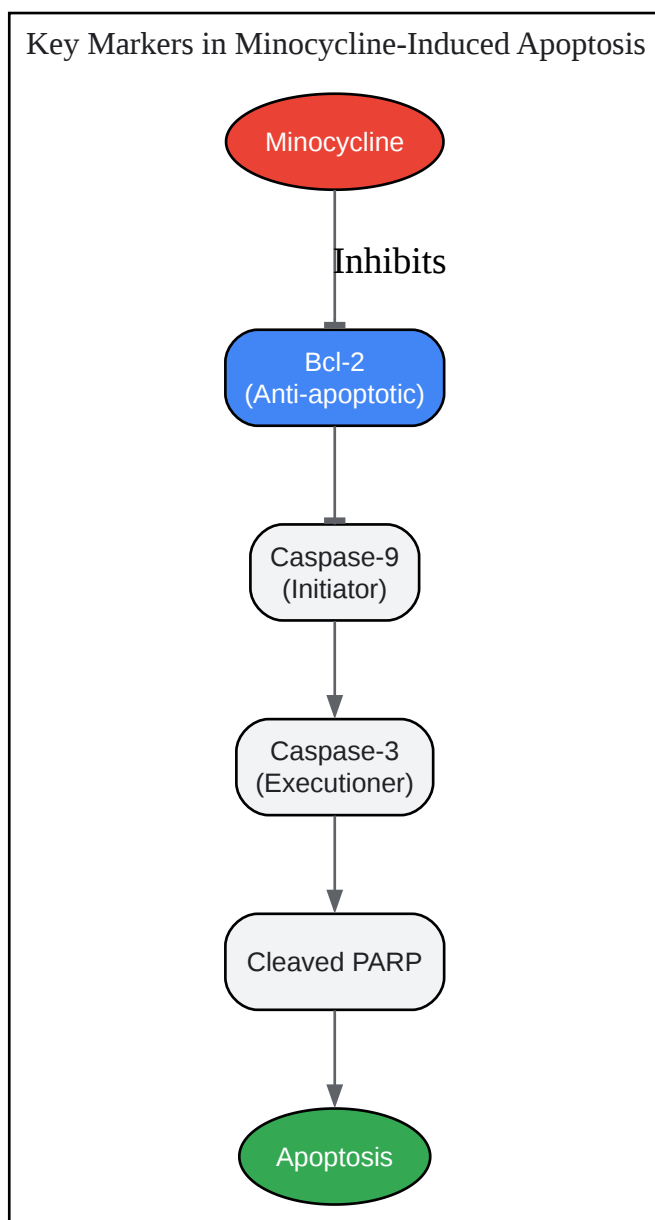 Key Markers in Minocycline-Induced Apoptosis
Minocycline
Inhibits
Bcl-2
(Anti-apoptotic)
Caspase-9
(Initiator)
Caspase-3
(Executioner)
Cleaved PARP
Apoptosis